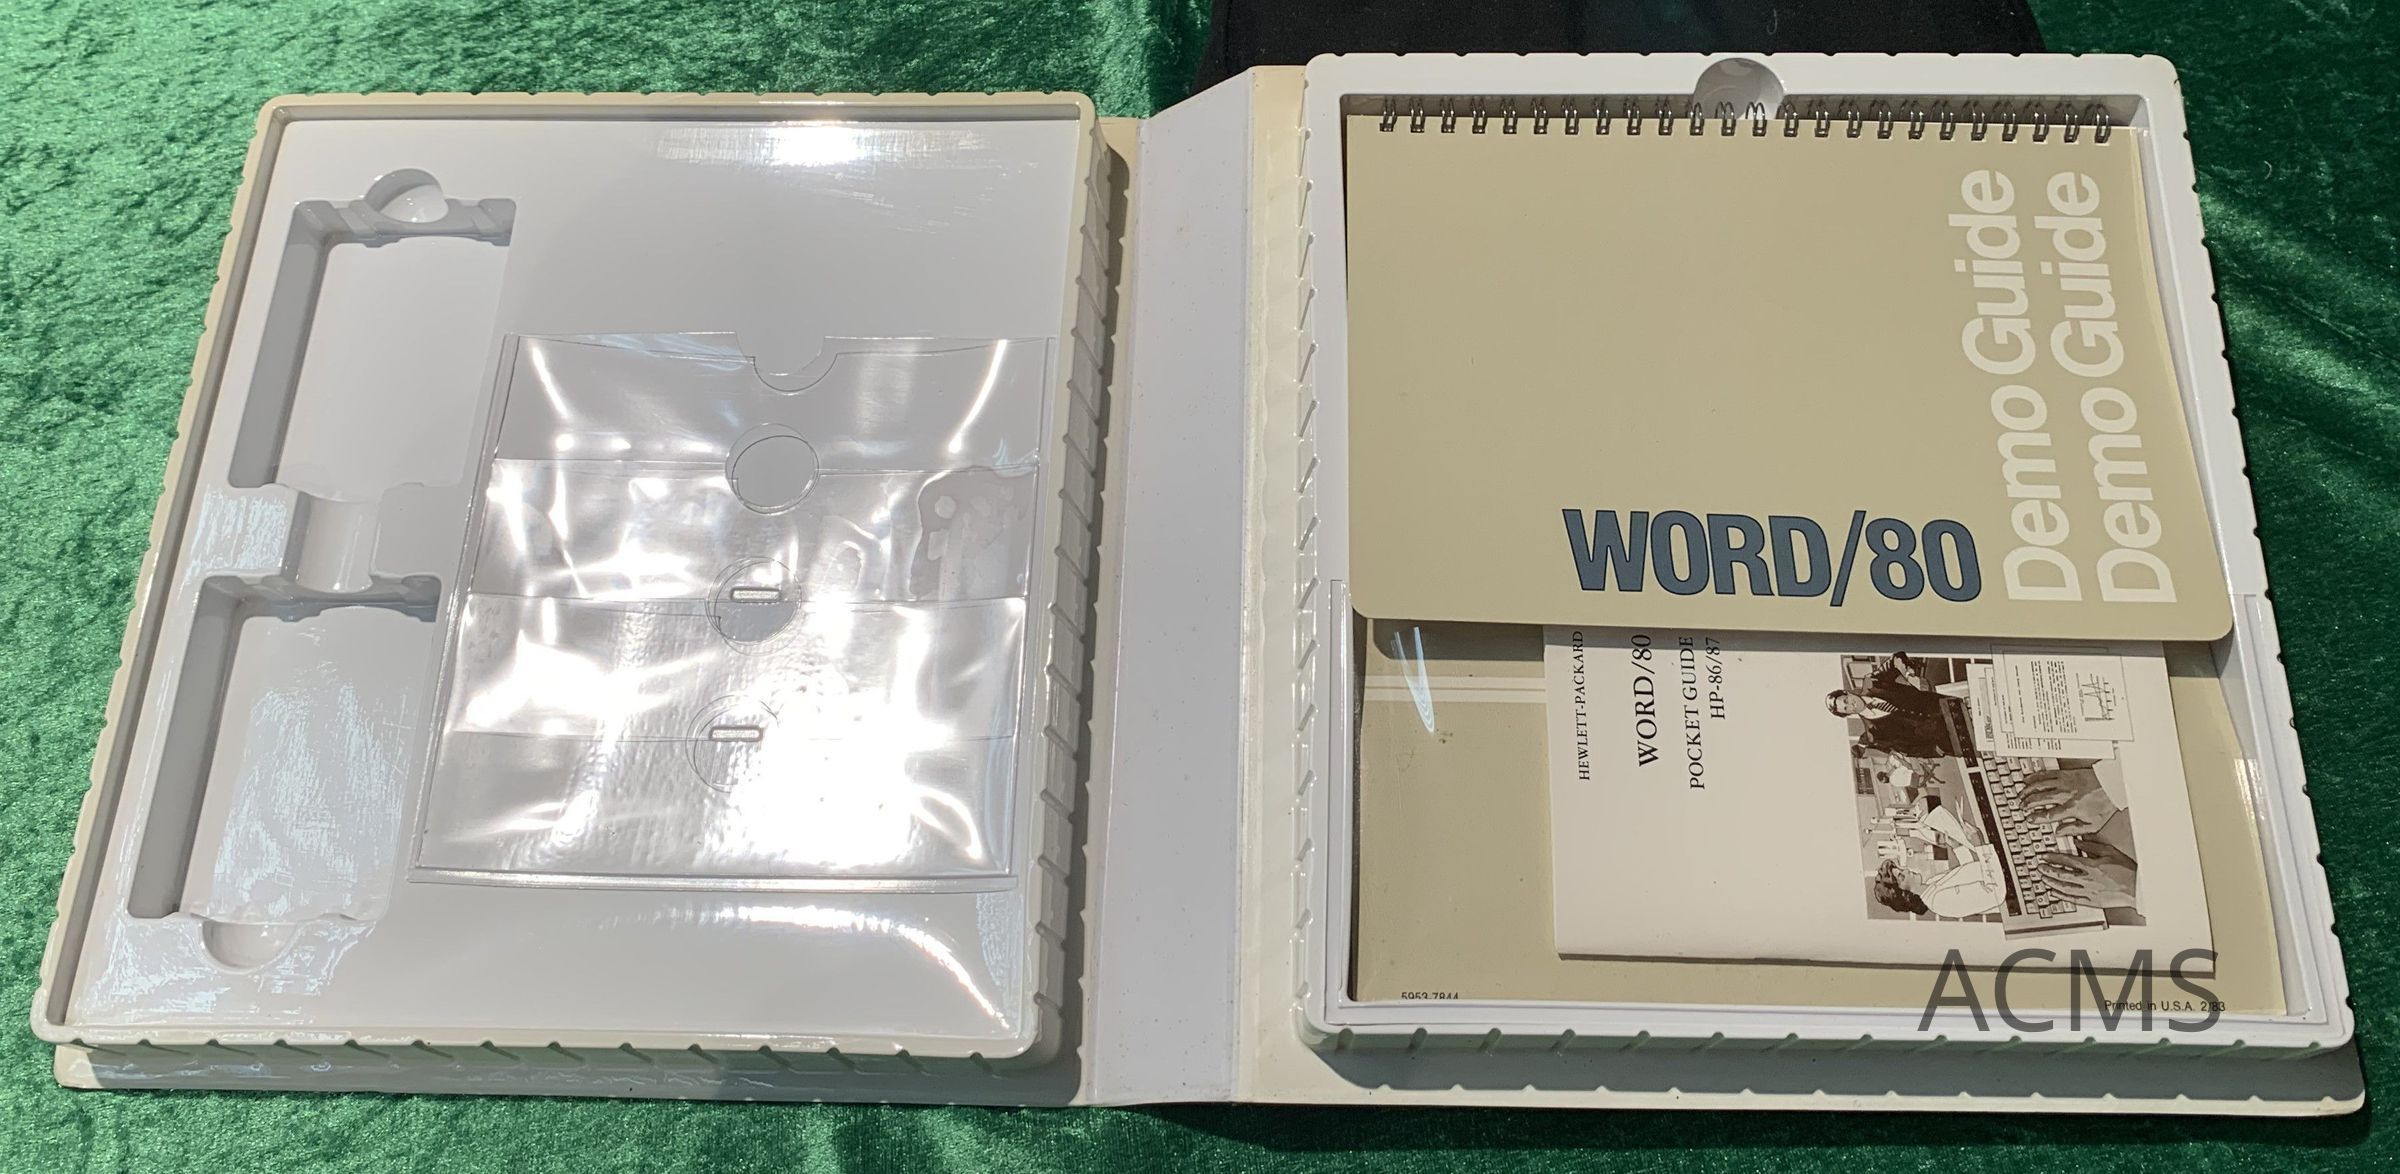 Demo Guide
Demo Guide
WORD/80
HEWLETT-PACKARD
WORD/80
POCKET GUIDE
HP-86/87
5953-7844
Printed in U.S.A. 2/83
ACMS